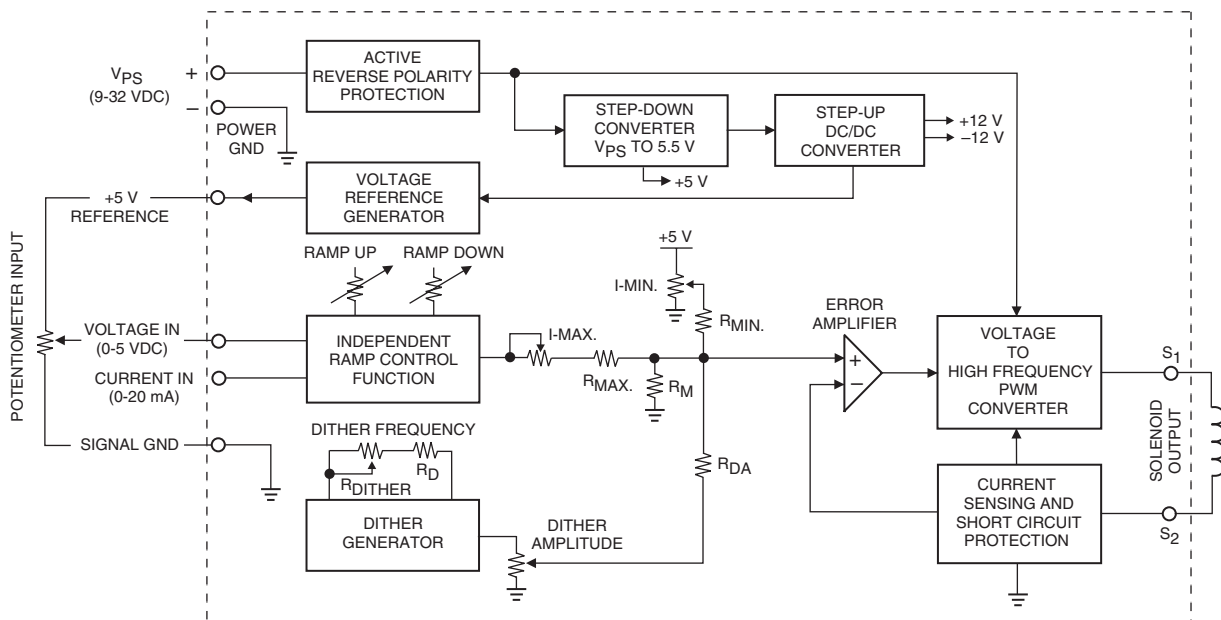 VPS
(9-32 VDC)
+
–
POWER
GND
ACTIVE
REVERSE POLARITY
PROTECTION
STEP-DOWN
CONVERTER
VPS TO 5.5 V
+5 V
STEP-UP
DC/DC
CONVERTER
+12 V
–12 V
+5 V
REFERENCE
VOLTAGE
REFERENCE
GENERATOR
POTENTIOMETER INPUT
RAMP UP
RAMP DOWN
VOLTAGE IN
(0-5 VDC)
CURRENT IN
(0-20 mA)
SIGNAL GND
INDEPENDENT
RAMP CONTROL
FUNCTION
I-MAX.
RMAX.
RM
+5 V
I-MIN.
RMIN.
ERROR
AMPLIFIER
+
–
VOLTAGE
TO
HIGH FREQUENCY
PWM
CONVERTER
S1
SOLENOID
OUTPUT
S2
DITHER FREQUENCY
RDITHER
RD
DITHER
GENERATOR
DITHER
AMPLITUDE
RDA
CURRENT
SENSING AND
SHORT CIRCUIT
PROTECTION